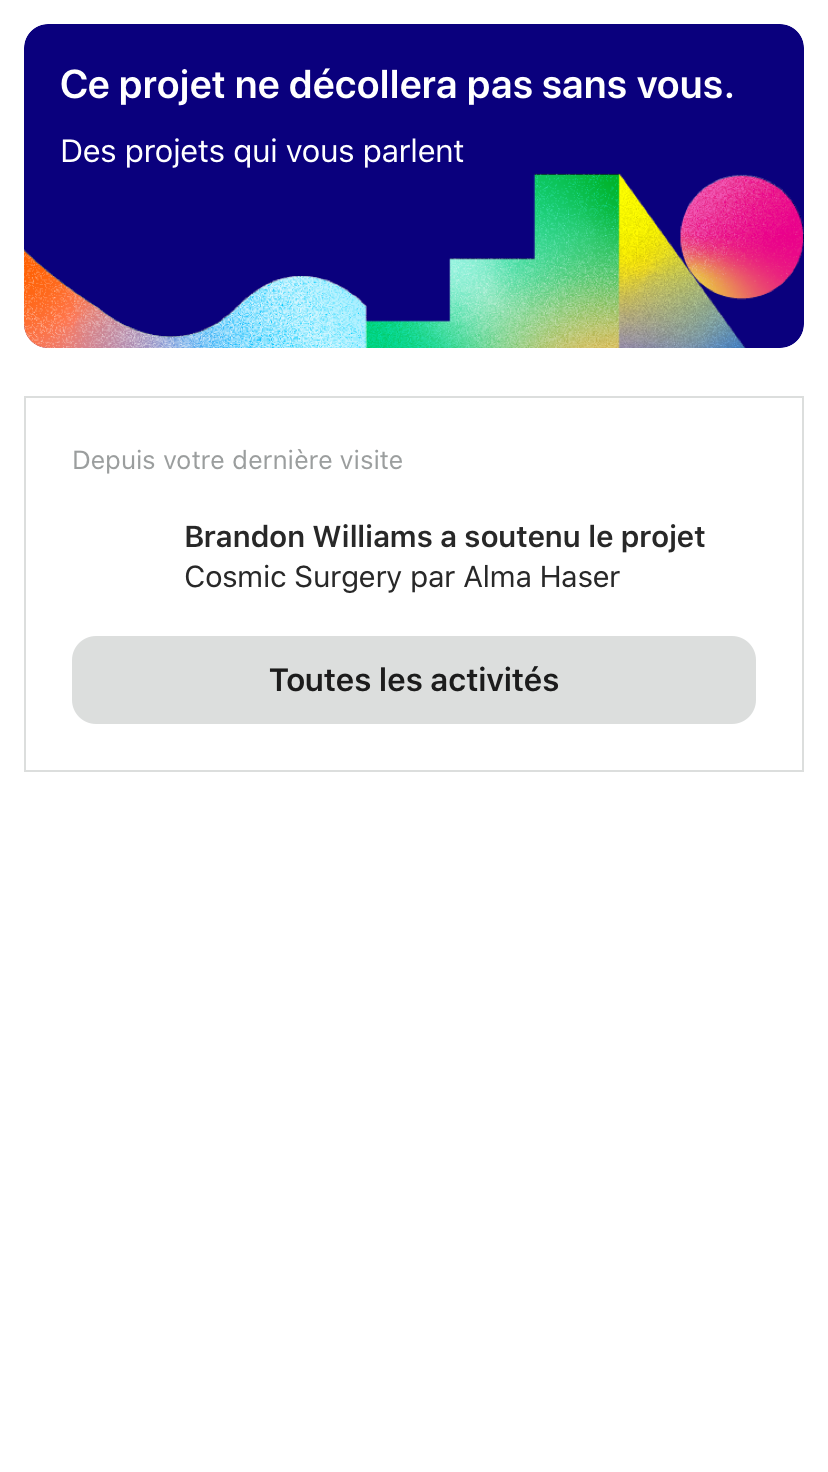 Ce projet ne décollera pas sans vous.
Des projets qui vous parlent
Depuis votre dernière visite
Brandon Williams a soutenu le projet
Cosmic Surgery par Alma Haser
Toutes les activités